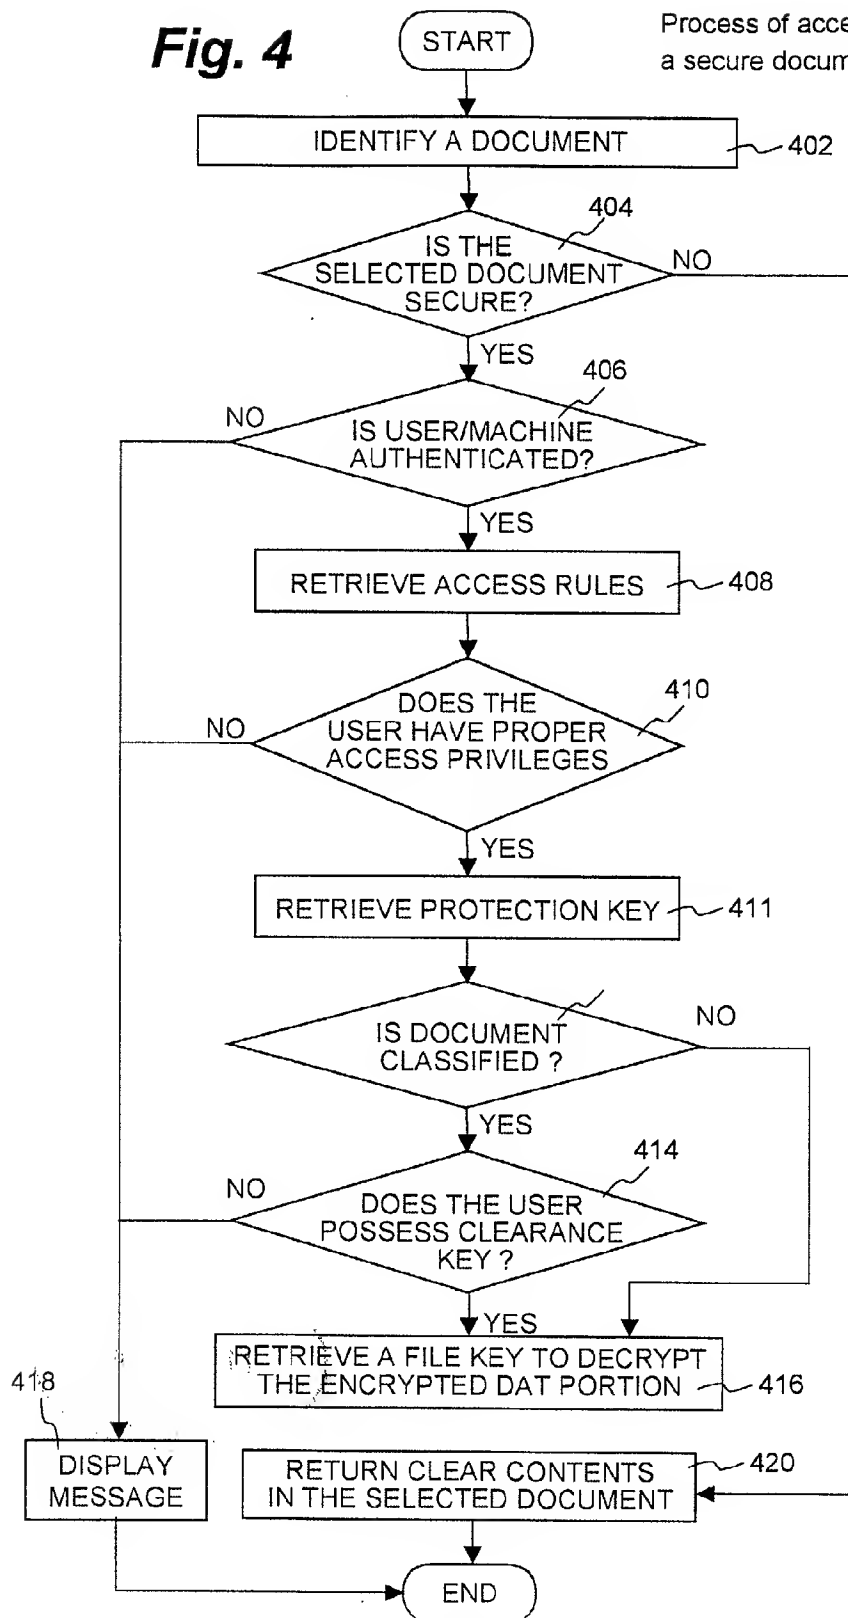 Fig. 4
START
Process of acce
a secure docum
IDENTIFY A DOCUMENT
402
404
IS THE
SELECTED DOCUMENT
SECURE?
NO
YES
406
NO
IS USER/MACHINE
AUTHENTICATED?
YES
RETRIEVE ACCESS RULES
408
DOES THE
USER HAVE PROPER
ACCESS PRIVILEGES
410
NO
YES
RETRIEVE PROTECTION KEY
411
IS DOCUMENT
CLASSIFIED ?
NO
YES
414
NO
DOES THE USER
POSSESS CLEARANCE
KEY ?
YES
RETRIEVE A FILE KEY TO DECRYPT
THE ENCRYPTED DAT PORTION
416
418
DISPLAY
MESSAGE
RETURN CLEAR CONTENTS
IN THE SELECTED DOCUMENT
420
END